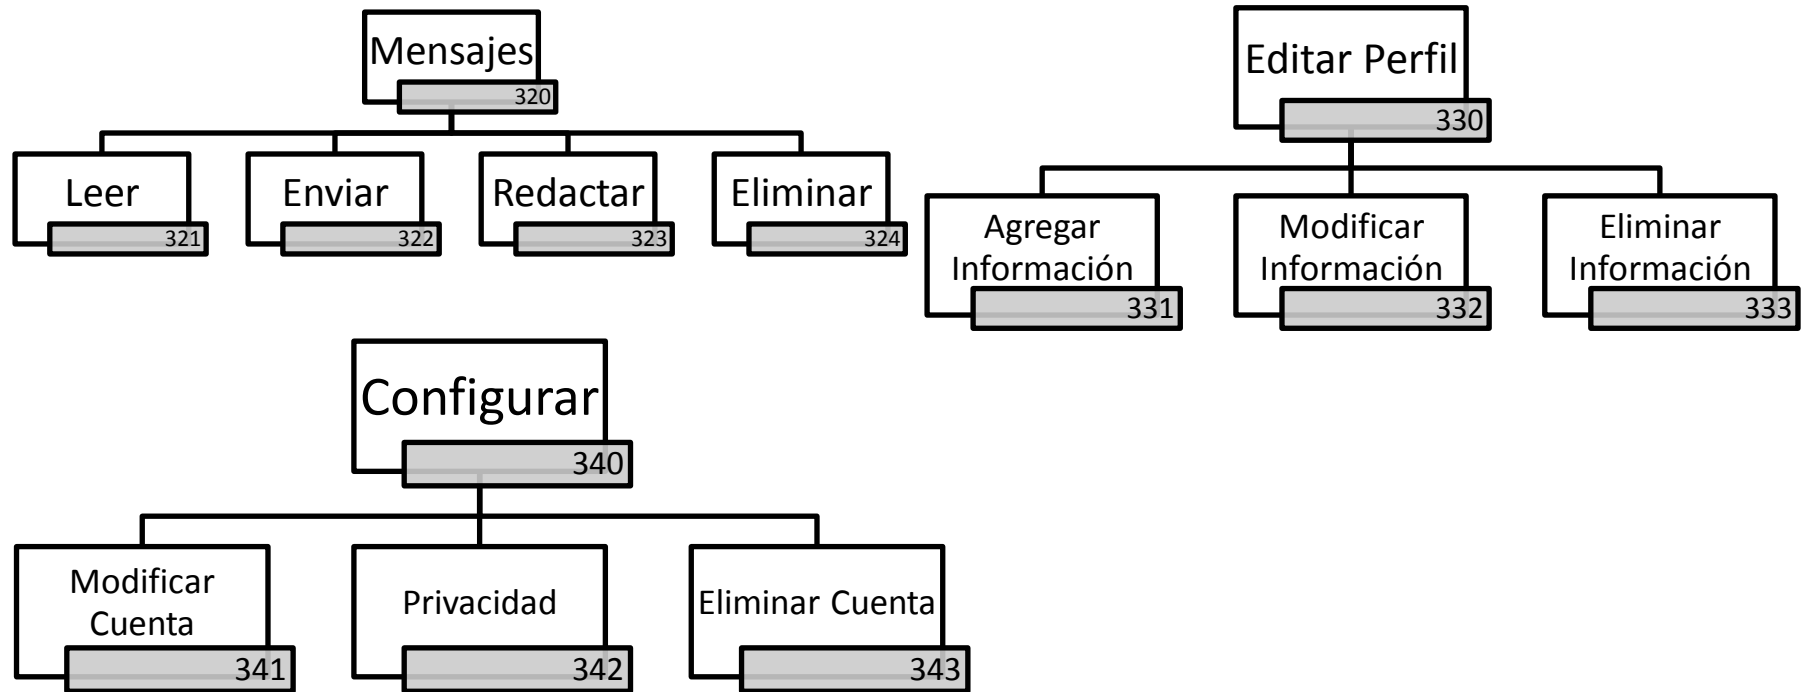 Mensajes
320
Leer
321
Enviar
322
Redactar
323
Eliminar
324
Editar Perfil
330
Agregar
Información
331
Modificar
Información
332
Eliminar
Información
333
Configurar
340
Modificar
Cuenta
341
Privacidad
342
Eliminar Cuenta
343